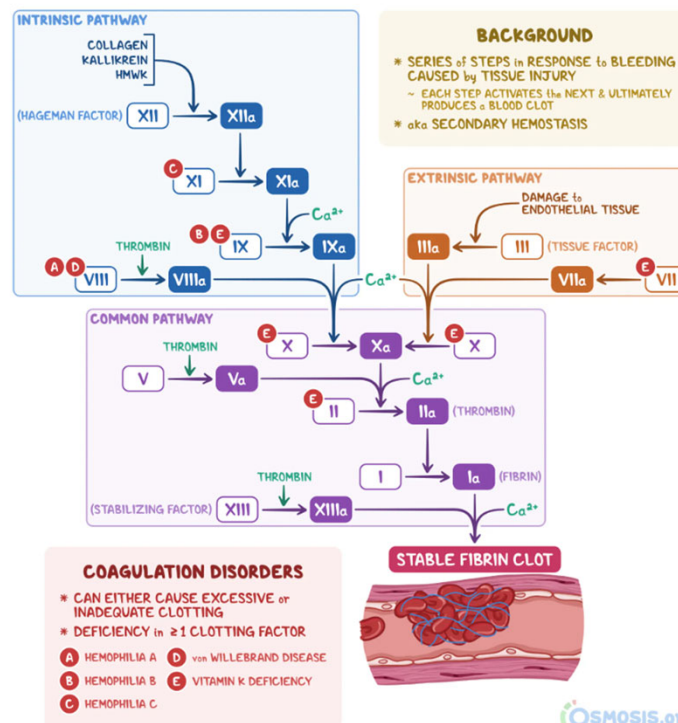 INTRINSIC PATHWAY
COLLAGEN
KALLIKREIN
HMWK
(HAGEMAN FACTOR) XII XIIa
C XI XIa
Ca²⁺
B E IX IXa
THROMBIN
A D VIII VIIIa
BACKGROUND
* SERIES of STEPS in RESPONSE to BLEEDING
CAUSED by TISSUE INJURY
~ EACH STEP ACTIVATES the NEXT & ULTIMATELY
PRODUCES a BLOOD CLOT
* aka SECONDARY HEMOSTASIS
EXTRINSIC PATHWAY
DAMAGE to
ENDOTHELIAL TISSUE
IIIa III (TISSUE FACTOR)
Ca²⁺
VIIa E VII
COMMON PATHWAY
E X Xa E X
THROMBIN
V Va Ca²⁺
E II IIa (THROMBIN)
I Ia (FIBRIN)
THROMBIN
(STABILIZING FACTOR) XIII XIIIa Ca²⁺
STABLE FIBRIN CLOT
COAGULATION DISORDERS
* CAN EITHER CAUSE EXCESSIVE or
INADEQUATE CLOTTING
* DEFICIENCY in ≥1 CLOTTING FACTOR
A HEMOPHILIA A D von WILLEBRAND DISEASE
B HEMOPHILIA B E VITAMIN K DEFICIENCY
C HEMOPHILIA C
OSMOSIS.or